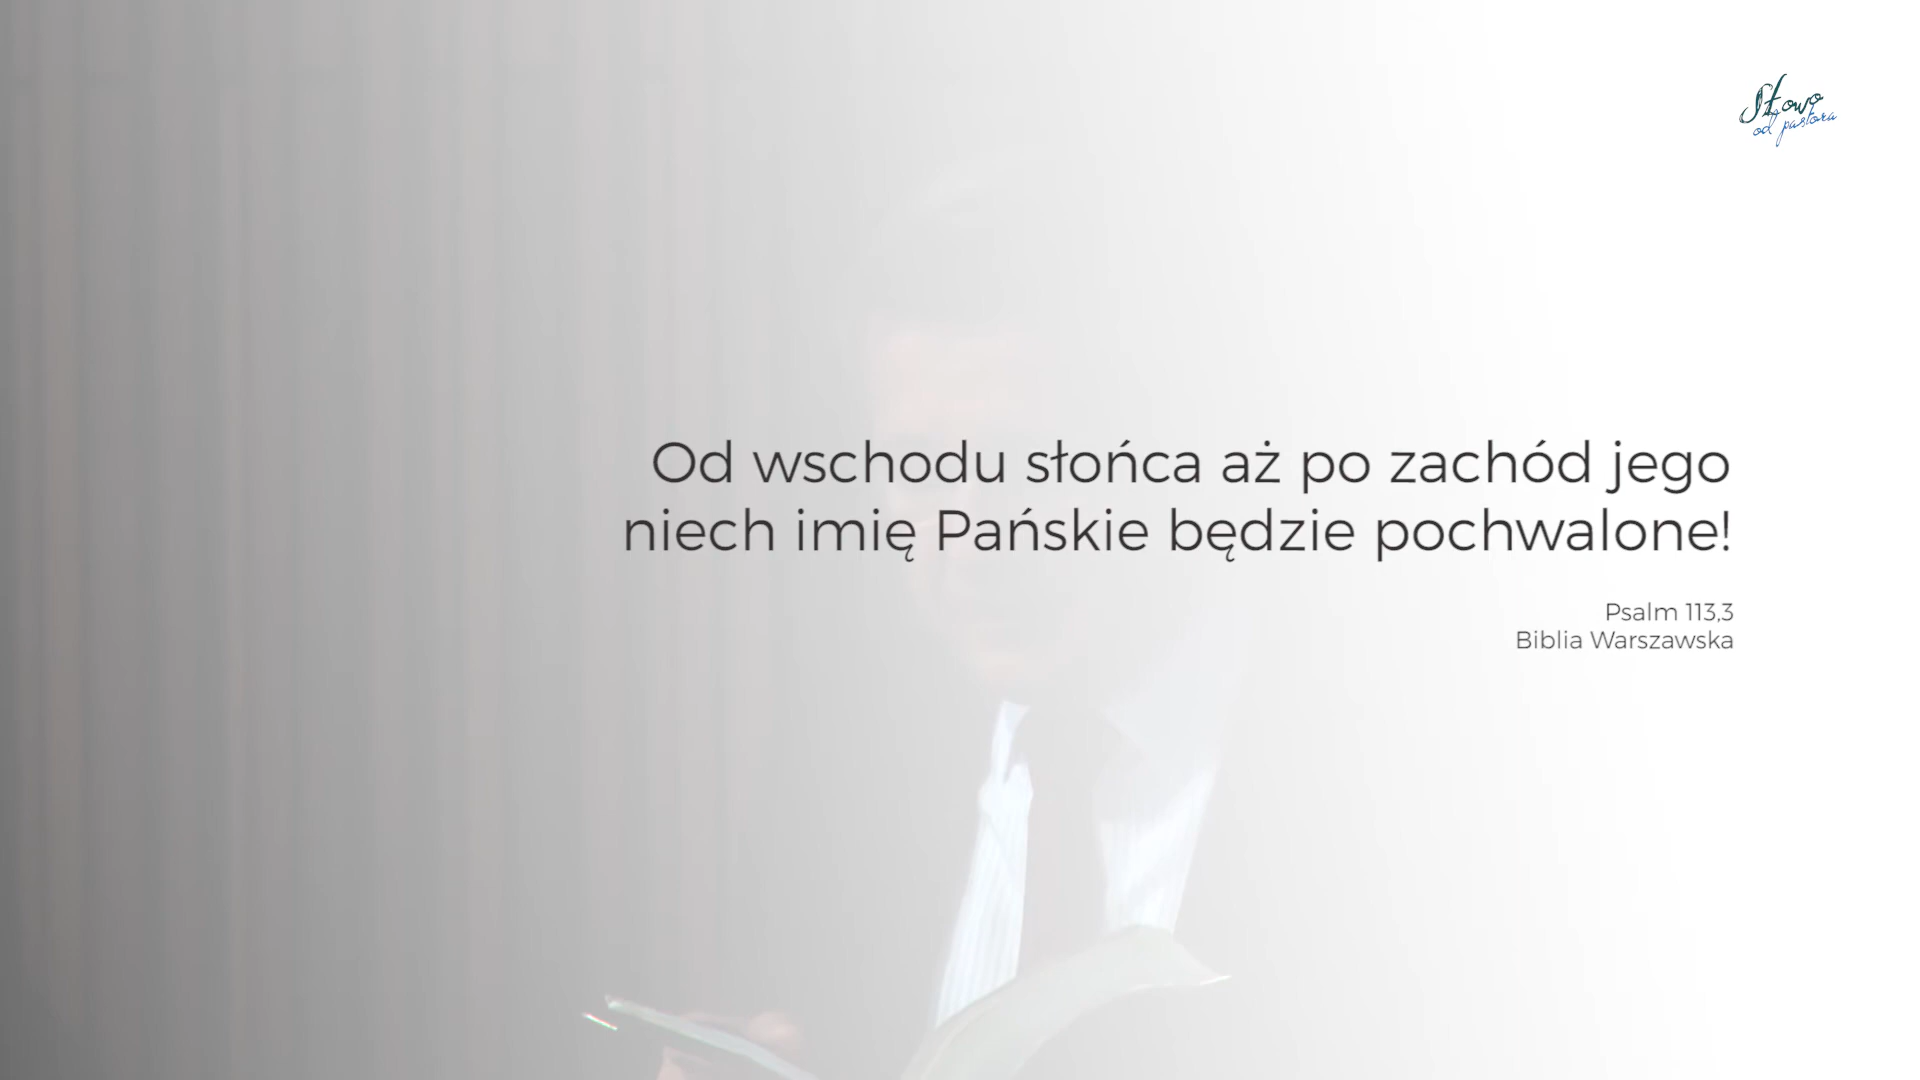 Słowo
od pastora
Od wschodu słońca aż po zachód jego
niech imię Pańskie będzie pochwalone!
Psalm 113,3
Biblia Warszawska